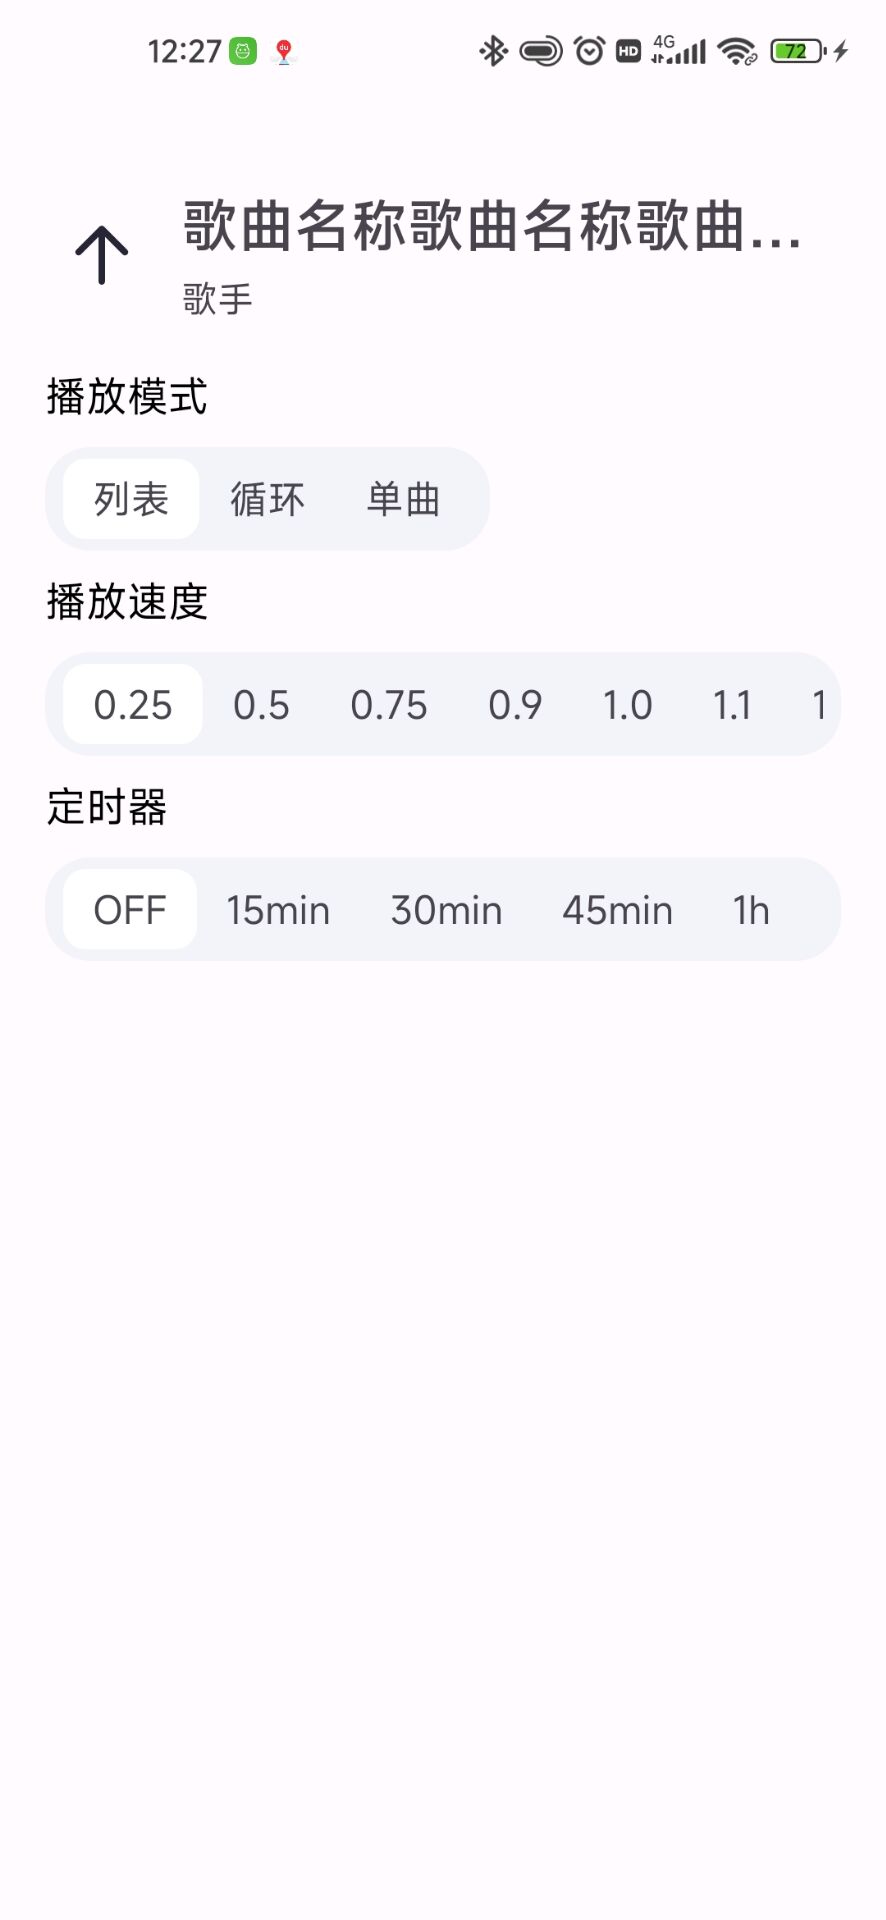 12:27 du HD 4G 72
歌曲名称歌曲名称歌曲...
歌手
播放模式
列表 循环 单曲
播放速度
0.25 0.5 0.75 0.9 1.0 1.1 1
定时器
OFF 15min 30min 45min 1h